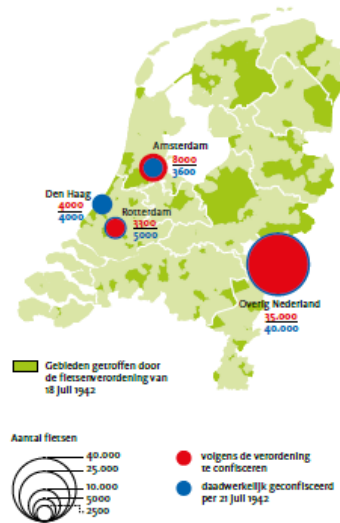 Amsterdam
8000
3600
Den Haag
4000
4000
Rotterdam
3300
5000
Overig Nederland
35.000
40.000
Gebieden getroffen door
de fietsenverordening van
18 juli 1942
Aantal fietsen
40.000
25.000
10.000
5000
2500
volgens de verordening
te confisceren
daadwerkelijk geconfisceerd
per 21 juli 1942